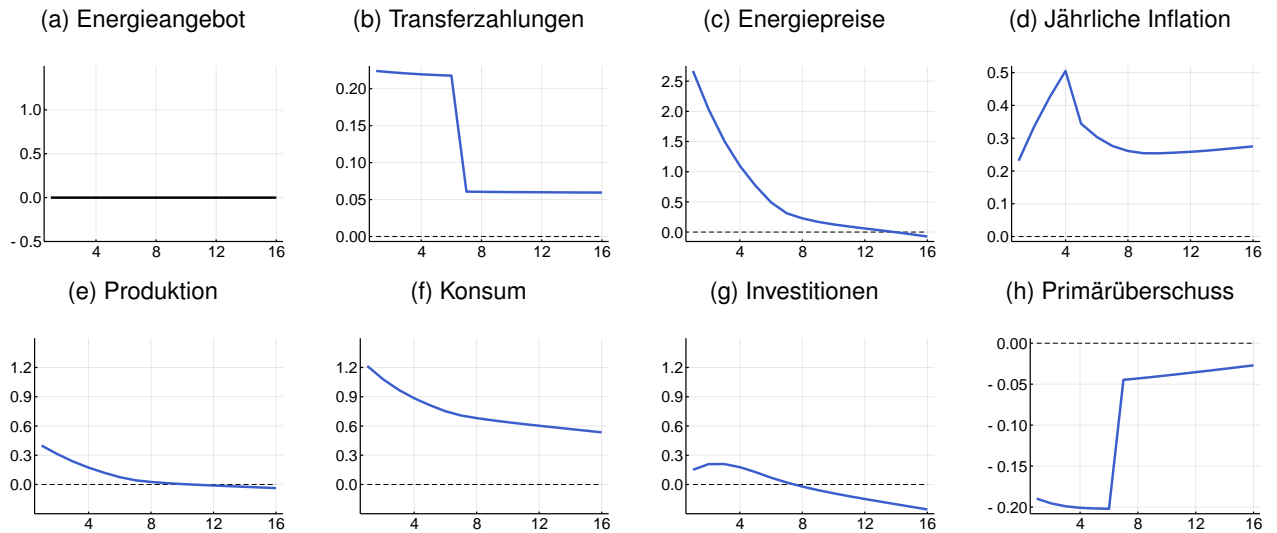 (a) Energieangebot
(b) Transferzahlungen
(c) Energiepreise
(d) Jährliche Inflation
1.0
0.5
0.0
- 0.5
4 8 12 16
0.20
0.15
0.10
0.05
0.00
4 8 12 16
2.5
2.0
1.5
1.0
0.5
0.0
4 8 12 16
0.5
0.4
0.3
0.2
0.1
0.0
4 8 12 16
(e) Produktion
(f) Konsum
(g) Investitionen
(h) Primärüberschuss
1.2
0.9
0.6
0.3
0.0
4 8 12 16
1.2
0.9
0.6
0.3
0.0
4 8 12 16
1.2
0.9
0.6
0.3
0.0
4 8 12 16
0.00
- 0.05
- 0.10
- 0.15
- 0.20
4 8 12 16